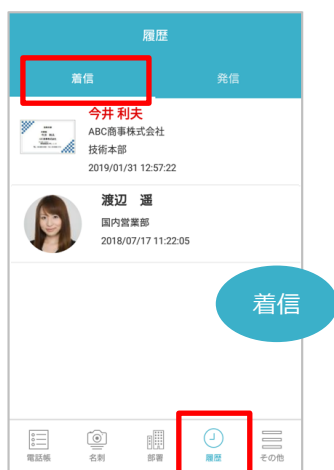 履歴
着信
発信
今井 利夫
ABC商事株式会社
技術本部
2019/01/31 12:57:22
渡辺 遥
国内営業部
2018/07/17 11:22:05
着信
電話帳
名刺
部署
履歴
その他